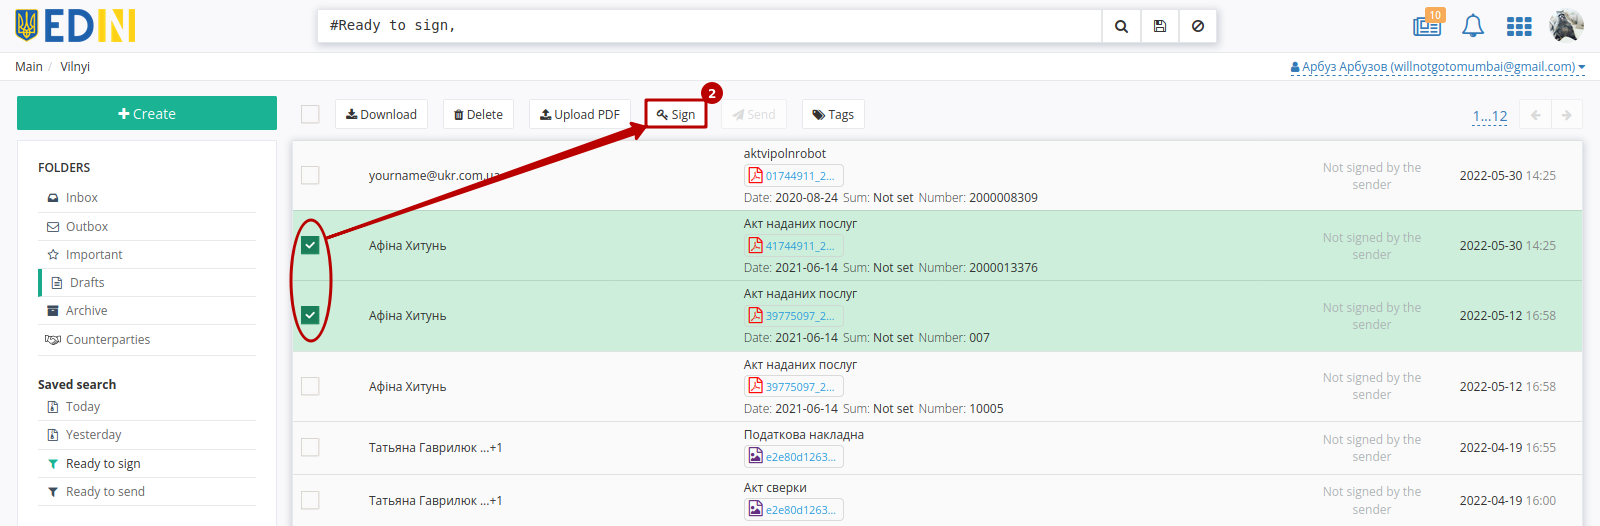 EDIN
#Ready to sign,
10
Main / Vilnyi
Арбуз Арбузов (willnotgotomumbai@gmail.com)
2
Create
Download
Delete
Upload PDF
Sign
Send
Tags
1...12
FOLDERS
Inbox
Outbox
Important
Drafts
Archive
Counterparties
Saved search
Today
Yesterday
Ready to sign
Ready to send
yourname@ukr.com.ua
aktvipolnrobot
01744911_2...
Date: 2020-08-24 Sum: Not set Number: 2000008309
Not signed by the
sender
2022-05-30 14:25
Афіна Хитунь
Акт наданих послуг
41744911_2...
Date: 2021-06-14 Sum: Not set Number: 2000013376
Not signed by the
sender
2022-05-30 14:25
Афіна Хитунь
Акт наданих послуг
39775097_2...
Date: 2021-06-14 Sum: Not set Number: 007
Not signed by the
sender
2022-05-12 16:58
Афіна Хитунь
Акт наданих послуг
39775097_2...
Date: 2021-06-14 Sum: Not set Number: 10005
Not signed by the
sender
2022-05-12 16:58
Татьяна Гаврилюк ...+1
Податкова накладна
e2e80d1263...
Not signed by the
sender
2022-04-19 16:55
Татьяна Гаврилюк ...+1
Акт сверки
e2e80d1263...
Not signed by the
sender
2022-04-19 16:00